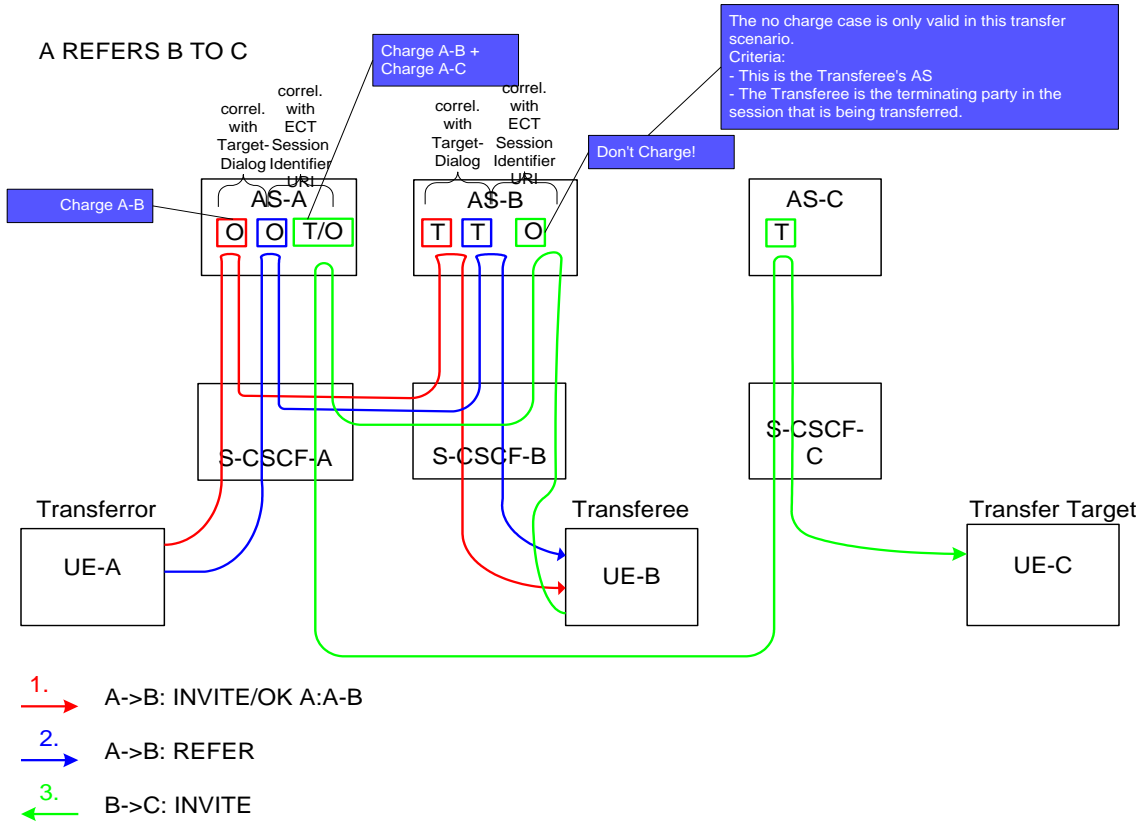 The no charge case is only valid in this transfer
scenario.
Criteria:
- This is the Transferee's AS
- The Transferee is the terminating party in the
session that is being transferred.
A REFERS B TO C
Charge A-B +
Charge A-C
correl.
with
Target-
Dialog
correl.
with
ECT
Session
Identifier
URI
correl.
with
Target-
Dialog
correl.
with
ECT
Session
Identifier
URI
Don't Charge!
Charge A-B
AS-A
O
O
T/O
AS-B
T
T
O
AS-C
T
S-CSCF-A
S-CSCF-B
S-CSCF-
C
Transferror
UE-A
Transferee
UE-B
Transfer Target
UE-C
1.
A->B: INVITE/OK A:A-B
2.
A->B: REFER
3.
B->C: INVITE